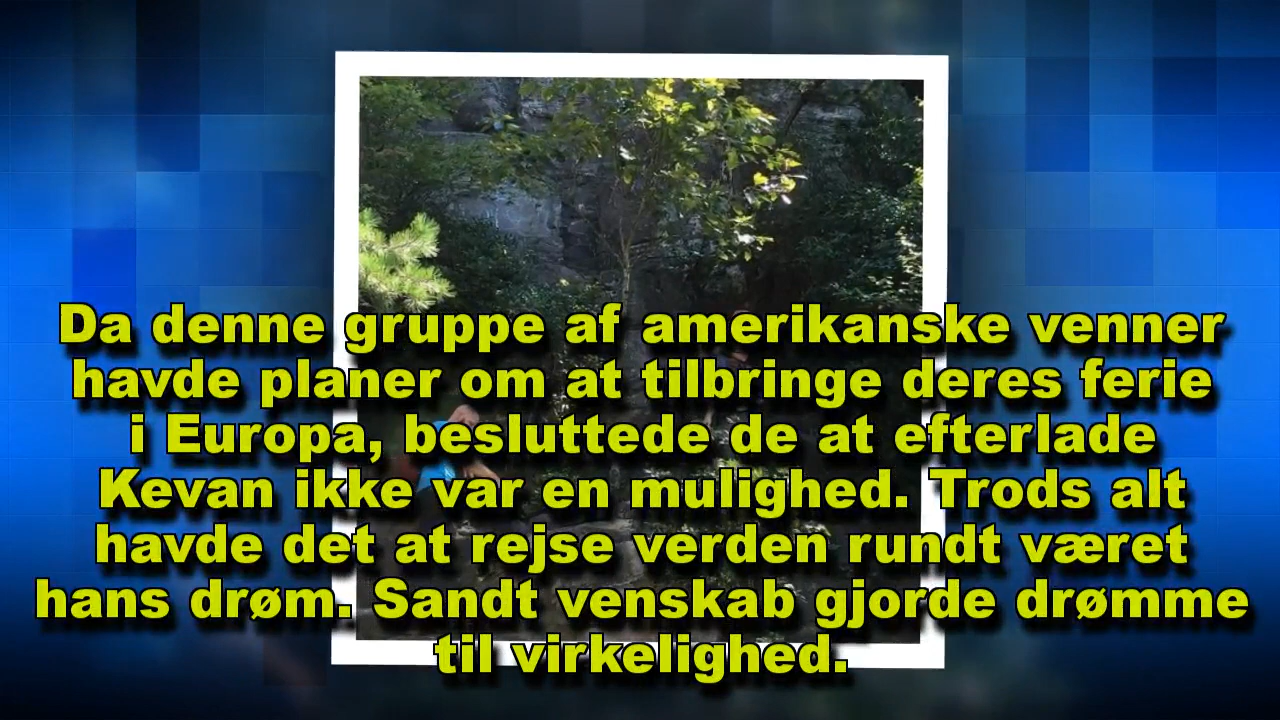 Da denne gruppe af amerikanske venner
havde planer om at tilbringe deres ferie
i Europa, besluttede de at efterlade
Kevan ikke var en mulighed. Trods alt
havde det at rejse verden rundt været
hans drøm. Sandt venskab gjorde drømme
til virkelighed.